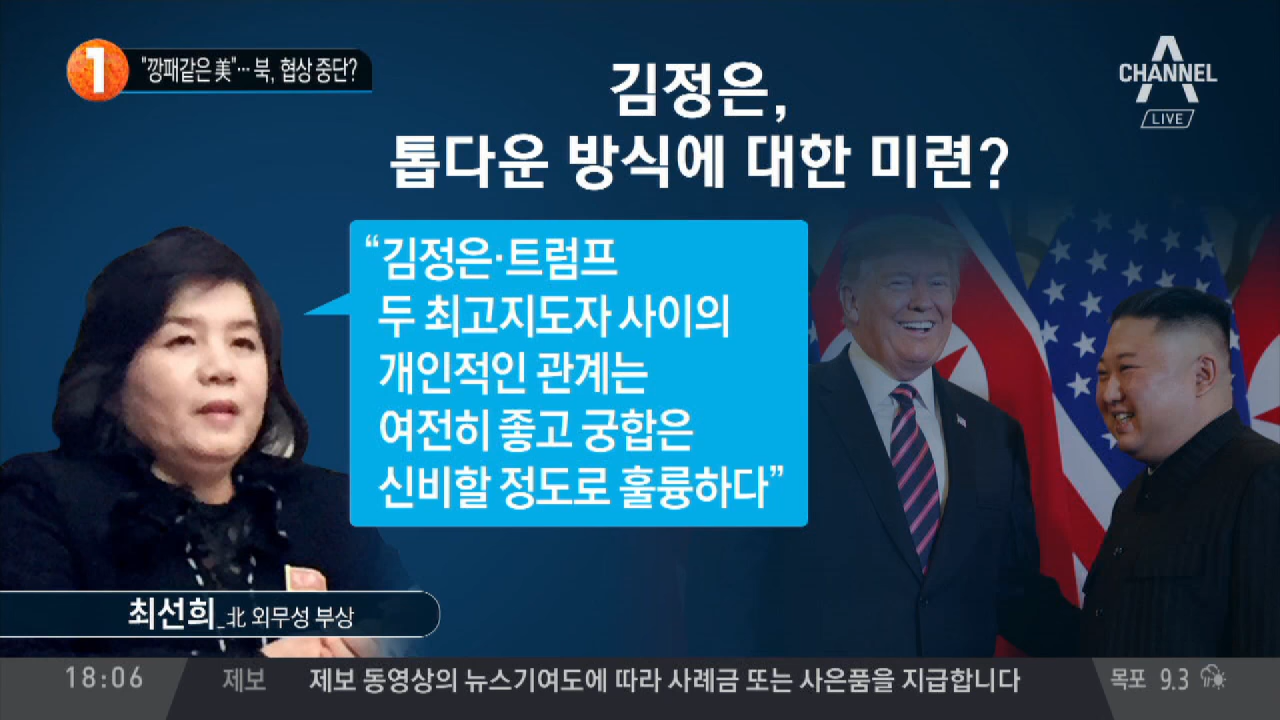 1
"깡패같은 美"… 북, 협상 중단?
CHANNEL A
LIVE
김정은,
톱다운 방식에 대한 미련?
“김정은·트럼프
두 최고지도자 사이의
개인적인 관계는
여전히 좋고 궁합은
신비할 정도로 훌륭하다”
최선희_北 외무성 부상
18:06 제보 제보 동영상의 뉴스기여도에 따라 사례금 또는 사은품을 지급합니다 목포 9.3